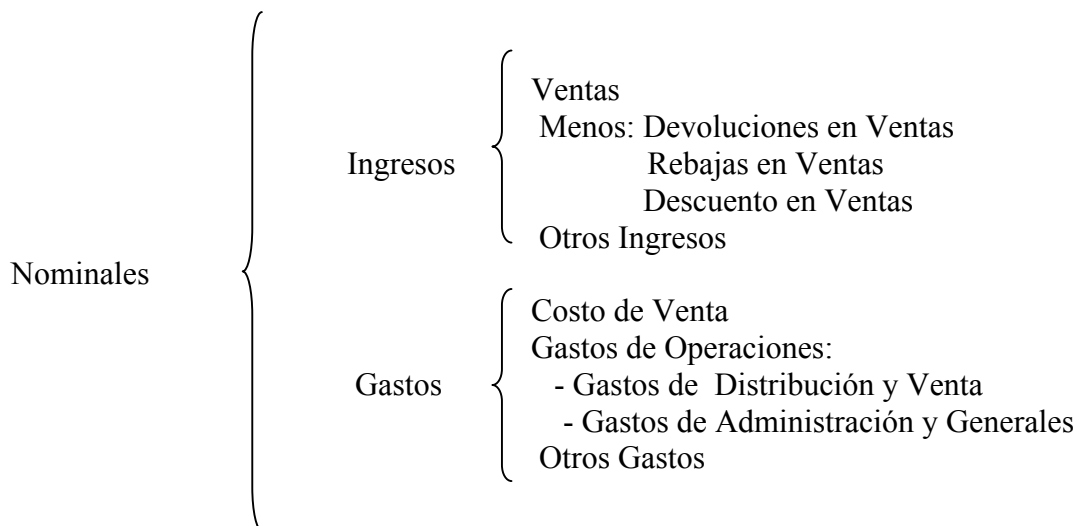 Nominales
Ingresos
Ventas
Menos: Devoluciones en Ventas
Rebajas en Ventas
Descuento en Ventas
Otros Ingresos
Gastos
Costo de Venta
Gastos de Operaciones:
- Gastos de Distribución y Venta
- Gastos de Administración y Generales
Otros Gastos